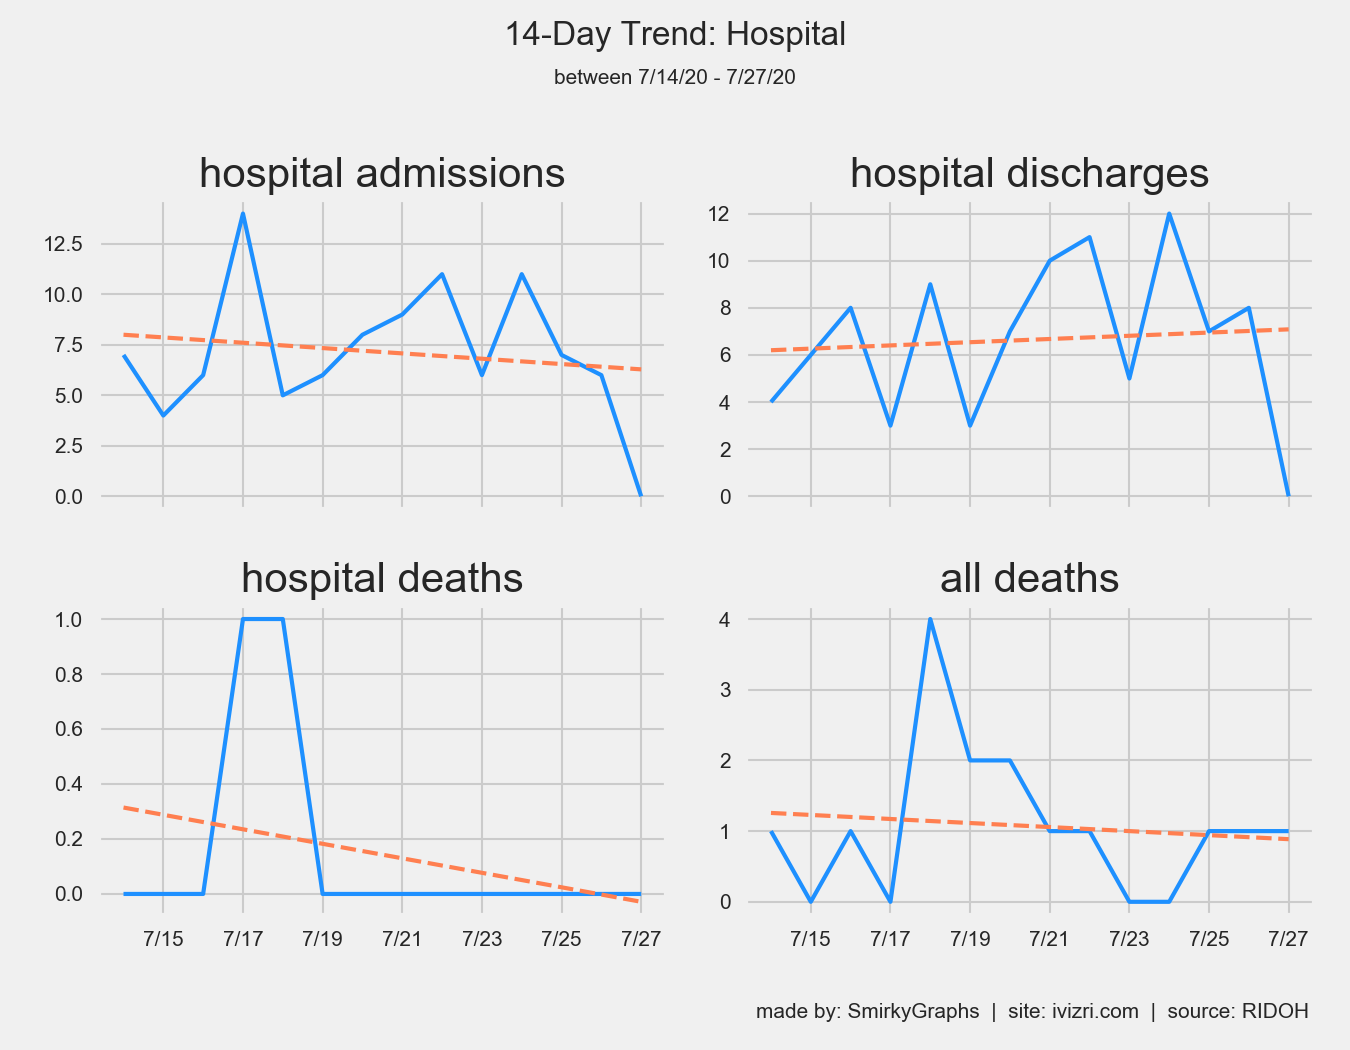 14-Day Trend: Hospital
between 7/14/20 - 7/27/20
hospital admissions
12.5
10.0
7.5
5.0
2.5
0.0
hospital discharges
12
10
8
6
4
2
0
hospital deaths
1.0
0.8
0.6
0.4
0.2
0.0
7/15 7/17 7/19 7/21 7/23 7/25 7/27
all deaths
4
3
2
1
0
7/15 7/17 7/19 7/21 7/23 7/25 7/27
made by: SmirkyGraphs | site: ivizri.com | source: RIDOH